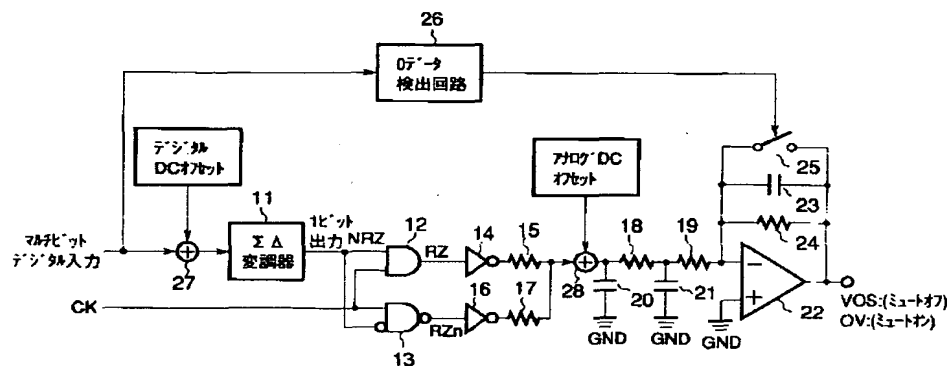 26
0データ
検出回路
デジタル
DCオフセット
アナログDC
オフセット
25
23
24
11
ΣΔ
変調器
1ビット
出力 NRZ
マルチビット
デジタル入力
27
12
RZ
14
15
18
19
28
20
21
22
CK
16
17
RZn
13
GND
GND
GND
VOS:(ミュートオフ)
OV:(ミュートオン)